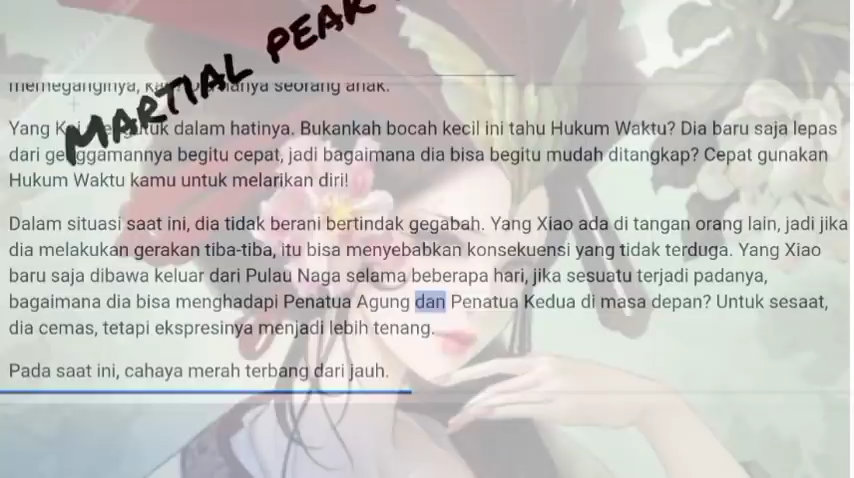 MARTIAL PEAK
seorang anak.
dalam hatinya. Bukankah bocah kecil ini tahu Hukum Waktu? Dia baru saja lepas
dari genggamannya begitu cepat, jadi bagaimana dia bisa begitu mudah ditangkap? Cepat gunakan
Hukum Waktu kamu untuk melarikan diri!
Dalam situasi saat ini, dia tidak berani bertindak gegabah. Yang Xiao ada di tangan orang lain, jadi jika
dia melakukan gerakan tiba-tiba, itu bisa menyebabkan konsekuensi yang tidak terduga. Yang Xiao
baru saja dibawa keluar dari Pulau Naga selama beberapa hari, jika sesuatu terjadi padanya,
bagaimana dia bisa menghadapi Penatua Agung dan Penatua Kedua di masa depan? Untuk sesaat,
dia cemas, tetapi ekspresinya menjadi lebih tenang.
Pada saat ini, cahaya merah terbang dari jauh.